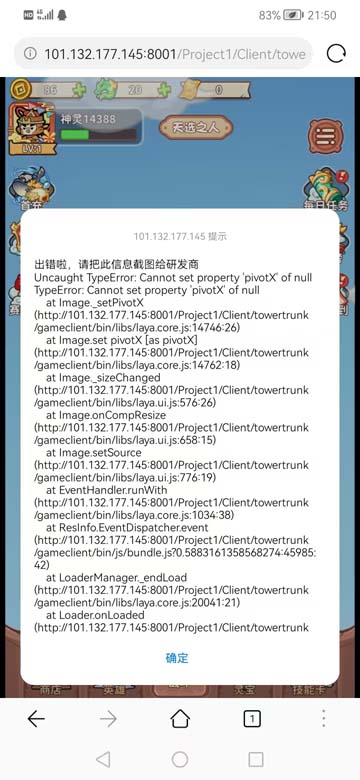 HD 4G 83% 21:50
101.132.177.145:8001/Project1/Client/towe
86 20 0
神灵14388
天选之人
LV:1
首充 每日任务
101.132.177.145 提示
出错啦，请把此信息截图给研发商
Uncaught TypeError: Cannot set property 'pivotX' of null
TypeError: Cannot set property 'pivotX' of null
at Image._setPivotX
(http://101.132.177.145:8001/Project1/Client/towertrunk
/gameclient/bin/libs/laya.core.js:14746:26)
at Image.set pivotX [as pivotX]
(http://101.132.177.145:8001/Project1/Client/towertrunk
/gameclient/bin/libs/laya.core.js:14762:18)
at Image._sizeChanged
(http://101.132.177.145:8001/Project1/Client/towertrunk
/gameclient/bin/libs/laya.ui.js:576:26)
at Image.onCompResize
(http://101.132.177.145:8001/Project1/Client/towertrunk
/gameclient/bin/libs/laya.ui.js:658:15)
at Image.setSource
(http://101.132.177.145:8001/Project1/Client/towertrunk
/gameclient/bin/libs/laya.ui.js:776:19)
at EventHandler.runWith
(http://101.132.177.145:8001/Project1/Client/towertrunk
/gameclient/bin/libs/laya.core.js:1034:38)
at ResInfo.EventDispatcher.event
(http://101.132.177.145:8001/Project1/Client/towertrunk
/gameclient/bin/js/bundle.js?0.5883161358568274:45985:
42)
at LoaderManager._endLoad
(http://101.132.177.145:8001/Project1/Client/towertrunk
/gameclient/bin/libs/laya.core.js:20041:21)
at Loader.onLoaded
(http://101.132.177.145:8001/Project1/Client/towertrunk
确定
商店 英雄 灵宝 技能卡
1